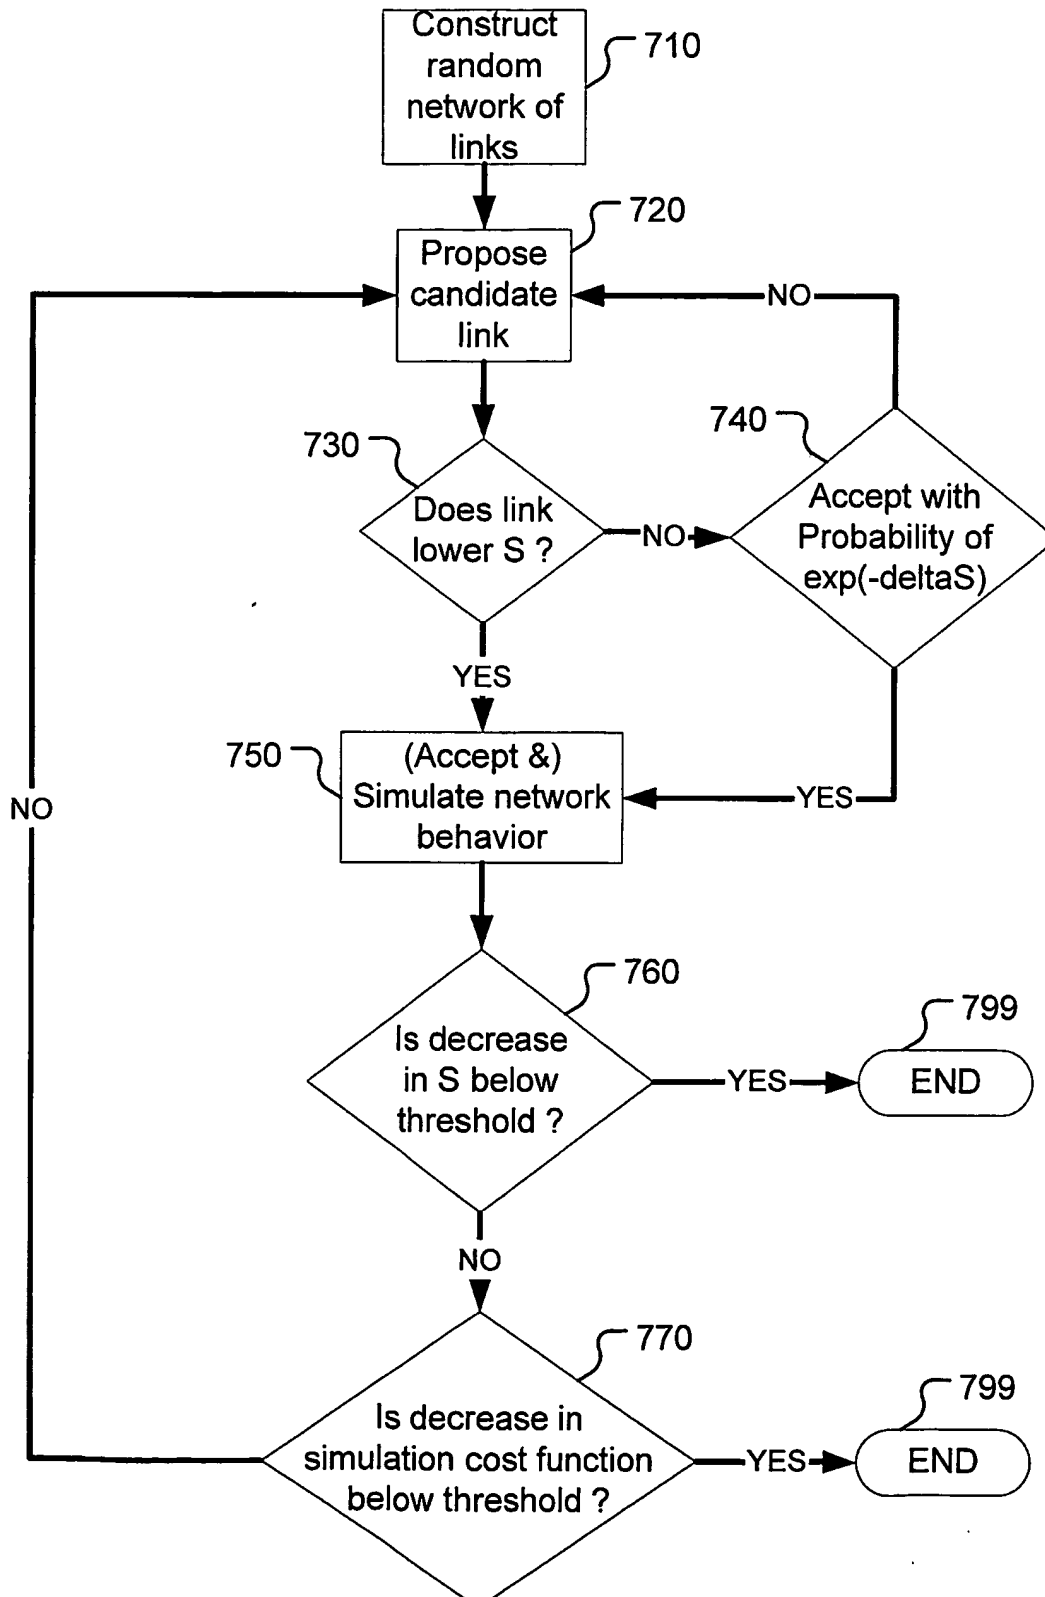 Construct
random
network of
links
710
720
Propose
candidate
link
NO
730
740
Does link
lower S ?
NO
Accept with
Probability of
exp(-deltaS)
YES
750
(Accept &)
Simulate network
behavior
YES
NO
760
799
Is decrease
in S below
threshold ?
YES
END
NO
770
799
Is decrease in
simulation cost function
below threshold ?
YES
END